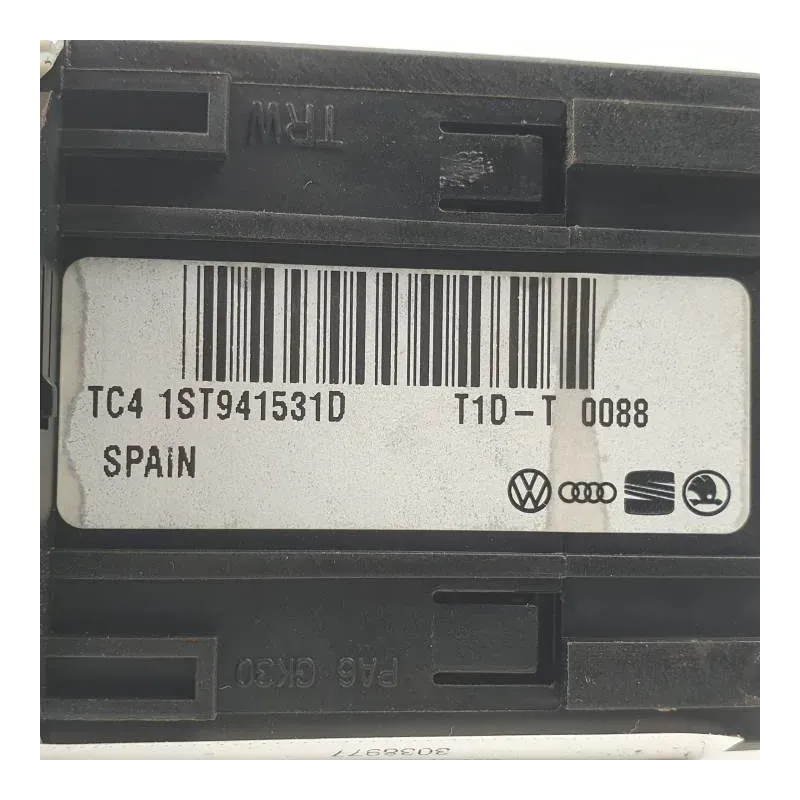 TRW
TC4 1ST941531D T1D-T 0088
SPAIN
PA6 GK30
3038977